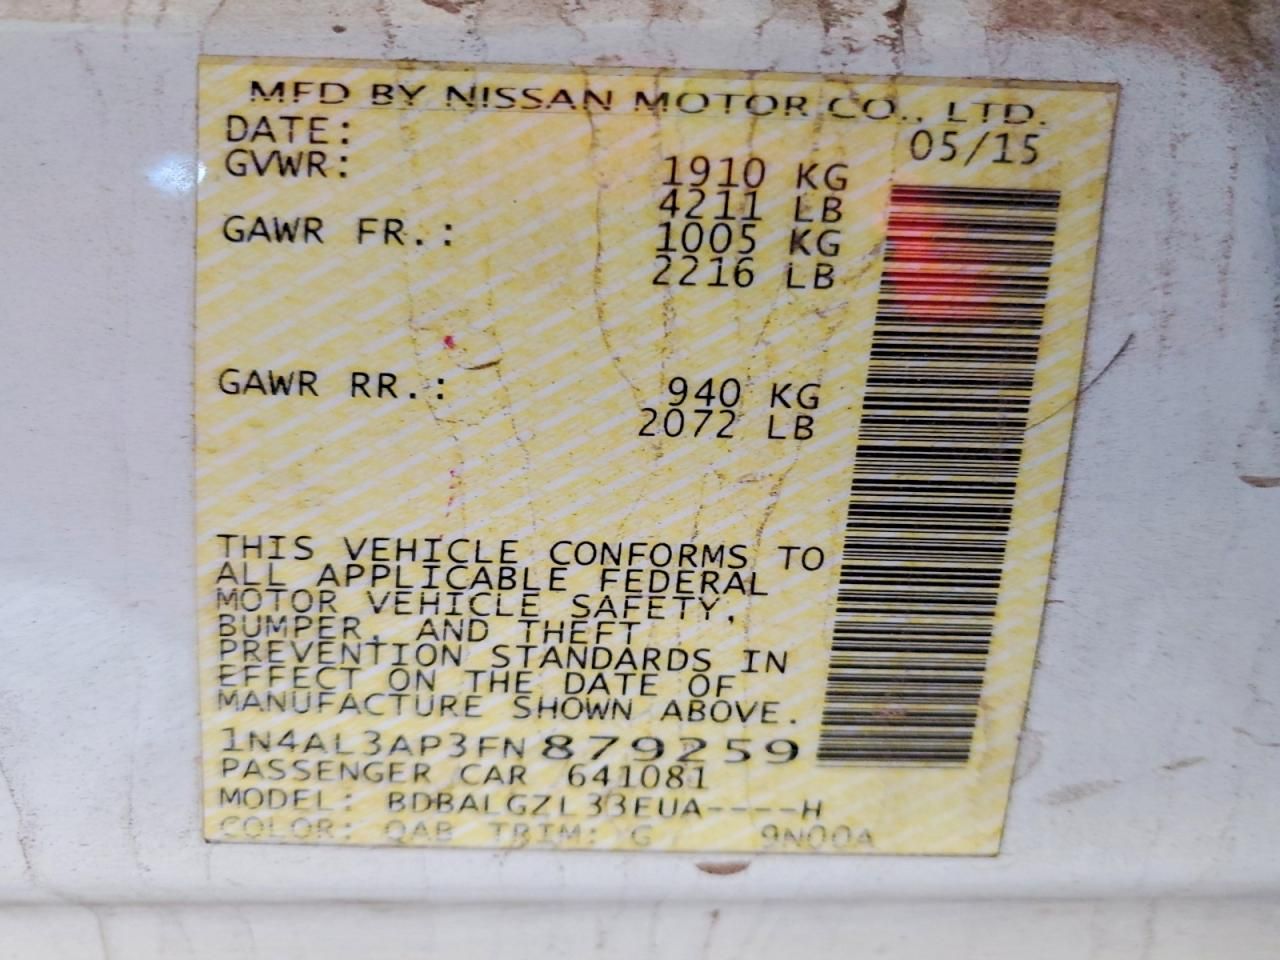 MFD BY NISSAN MOTOR CO., LTD.
DATE: 05/15
GVWR: 1910 KG
4211 LB
GAWR FR.: 1005 KG
2216 LB
GAWR RR.: 940 KG
2072 LB
THIS VEHICLE CONFORMS TO
ALL APPLICABLE FEDERAL
MOTOR VEHICLE SAFETY,
BUMPER, AND THEFT
PREVENTION STANDARDS IN
EFFECT ON THE DATE OF
MANUFACTURE SHOWN ABOVE.
1N4AL3AP3FN879259
PASSENGER CAR 641081
MODEL: BDBALGZL33EUA----H
COLOR: QAB TRIM: G 9N00A